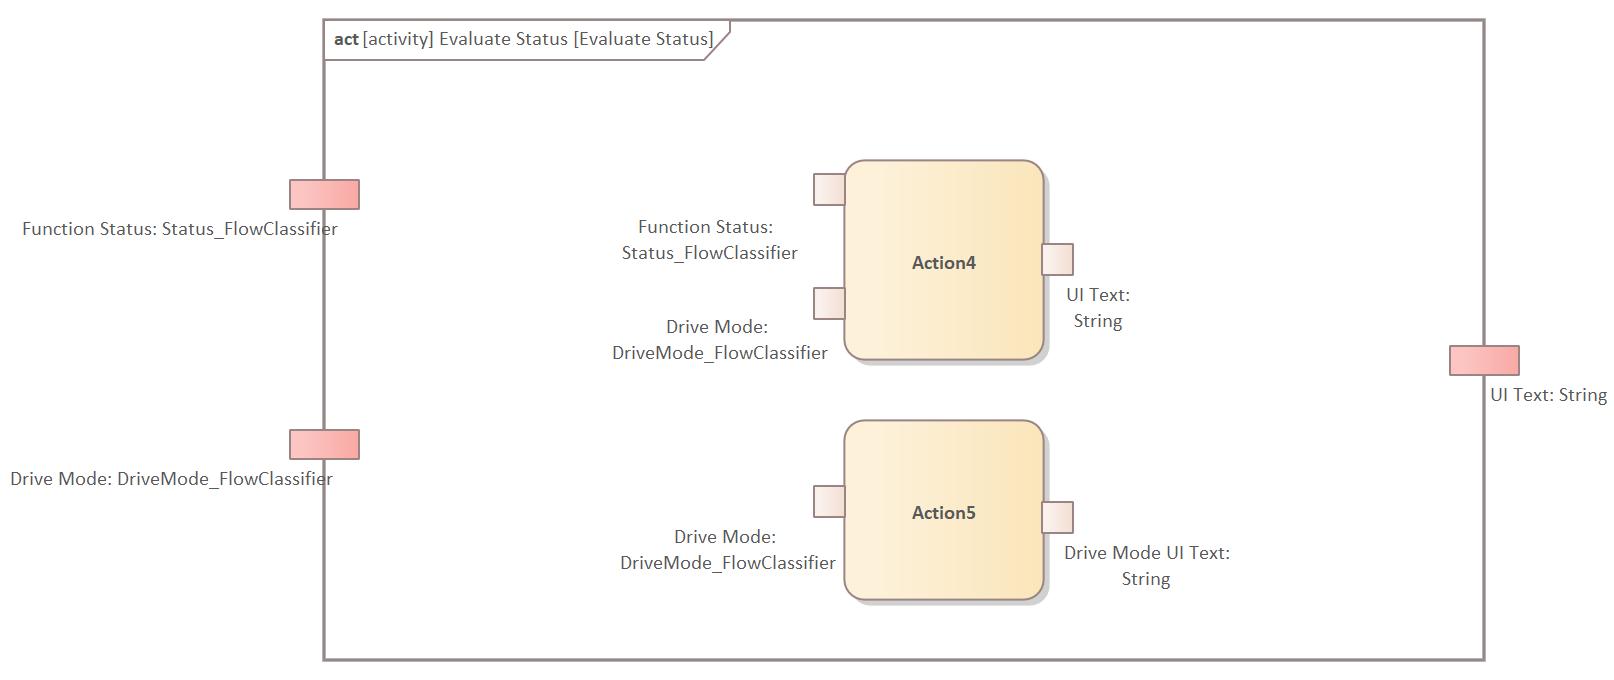 act [activity] Evaluate Status [Evaluate Status]
Function Status: Status_FlowClassifier
Drive Mode: DriveMode_FlowClassifier
Function Status:
Status_FlowClassifier
Drive Mode:
DriveMode_FlowClassifier
Action4
UI Text:
String
Drive Mode:
DriveMode_FlowClassifier
Action5
Drive Mode UI Text:
String
UI Text: String